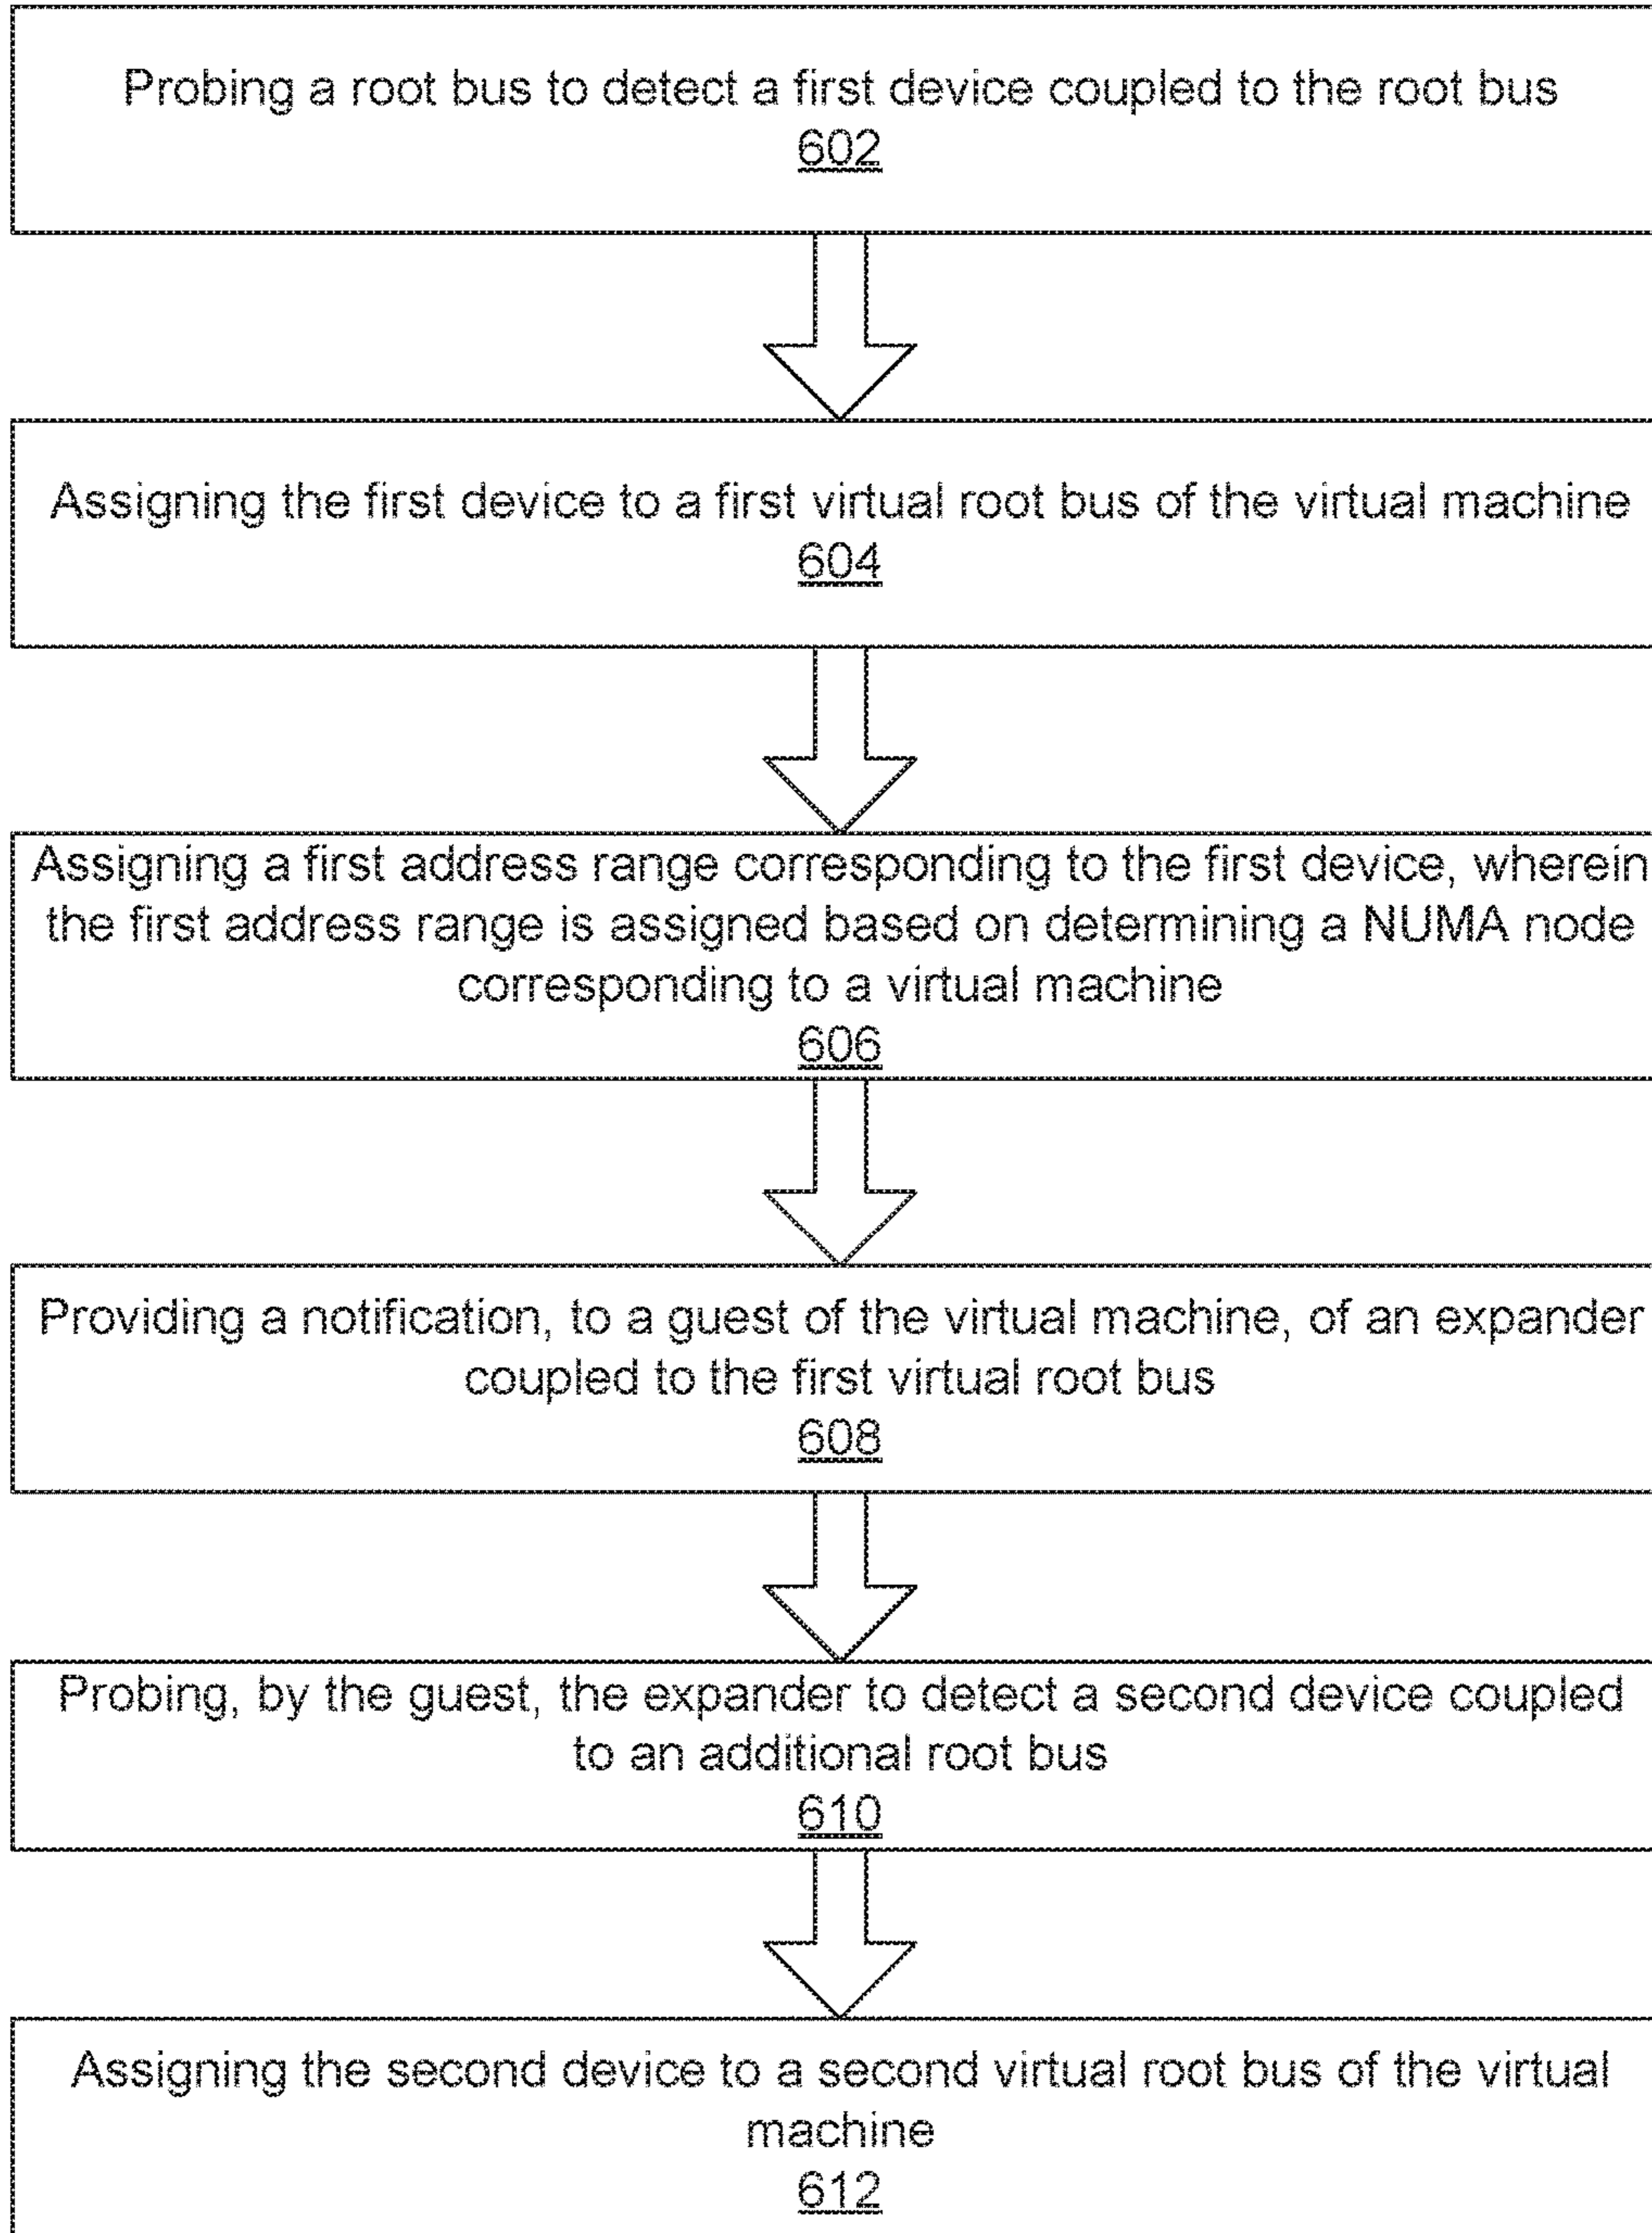 Probing a root bus to detect a first device coupled to the root bus
602
Assigning the first device to a first virtual root bus of the virtual machine
604
Assigning a first address range corresponding to the first device, wherein
the first address range is assigned based on determining a NUMA node
corresponding to a virtual machine
606
Providing a notification, to a guest of the virtual machine, of an expander
coupled to the first virtual root bus
608
Probing, by the guest, the expander to detect a second device coupled
to an additional root bus
610
Assigning the second device to a second virtual root bus of the virtual
machine
612